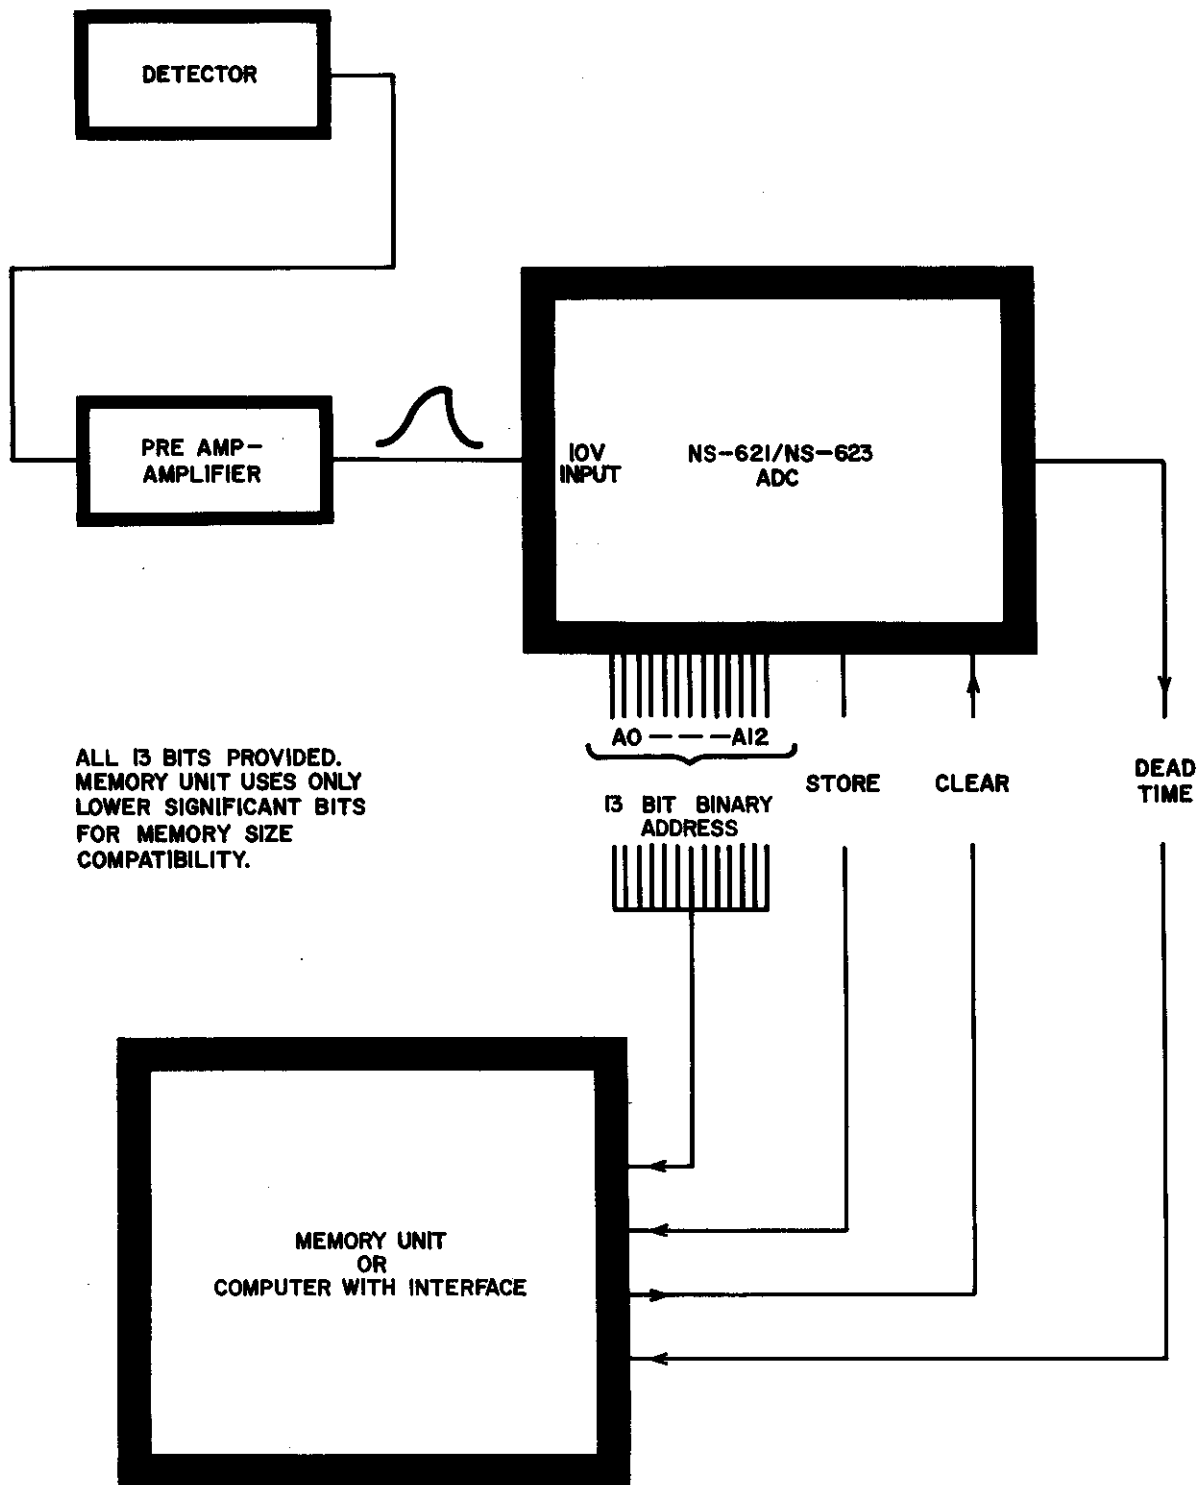 DETECTOR
PRE AMP-
AMPLIFIER
10V
INPUT
NS-621/NS-623
ADC
A0 --- A12
13 BIT BINARY
ADDRESS
STORE
CLEAR
DEAD
TIME
ALL 13 BITS PROVIDED.
MEMORY UNIT USES ONLY
LOWER SIGNIFICANT BITS
FOR MEMORY SIZE
COMPATIBILITY.
MEMORY UNIT
OR
COMPUTER WITH INTERFACE